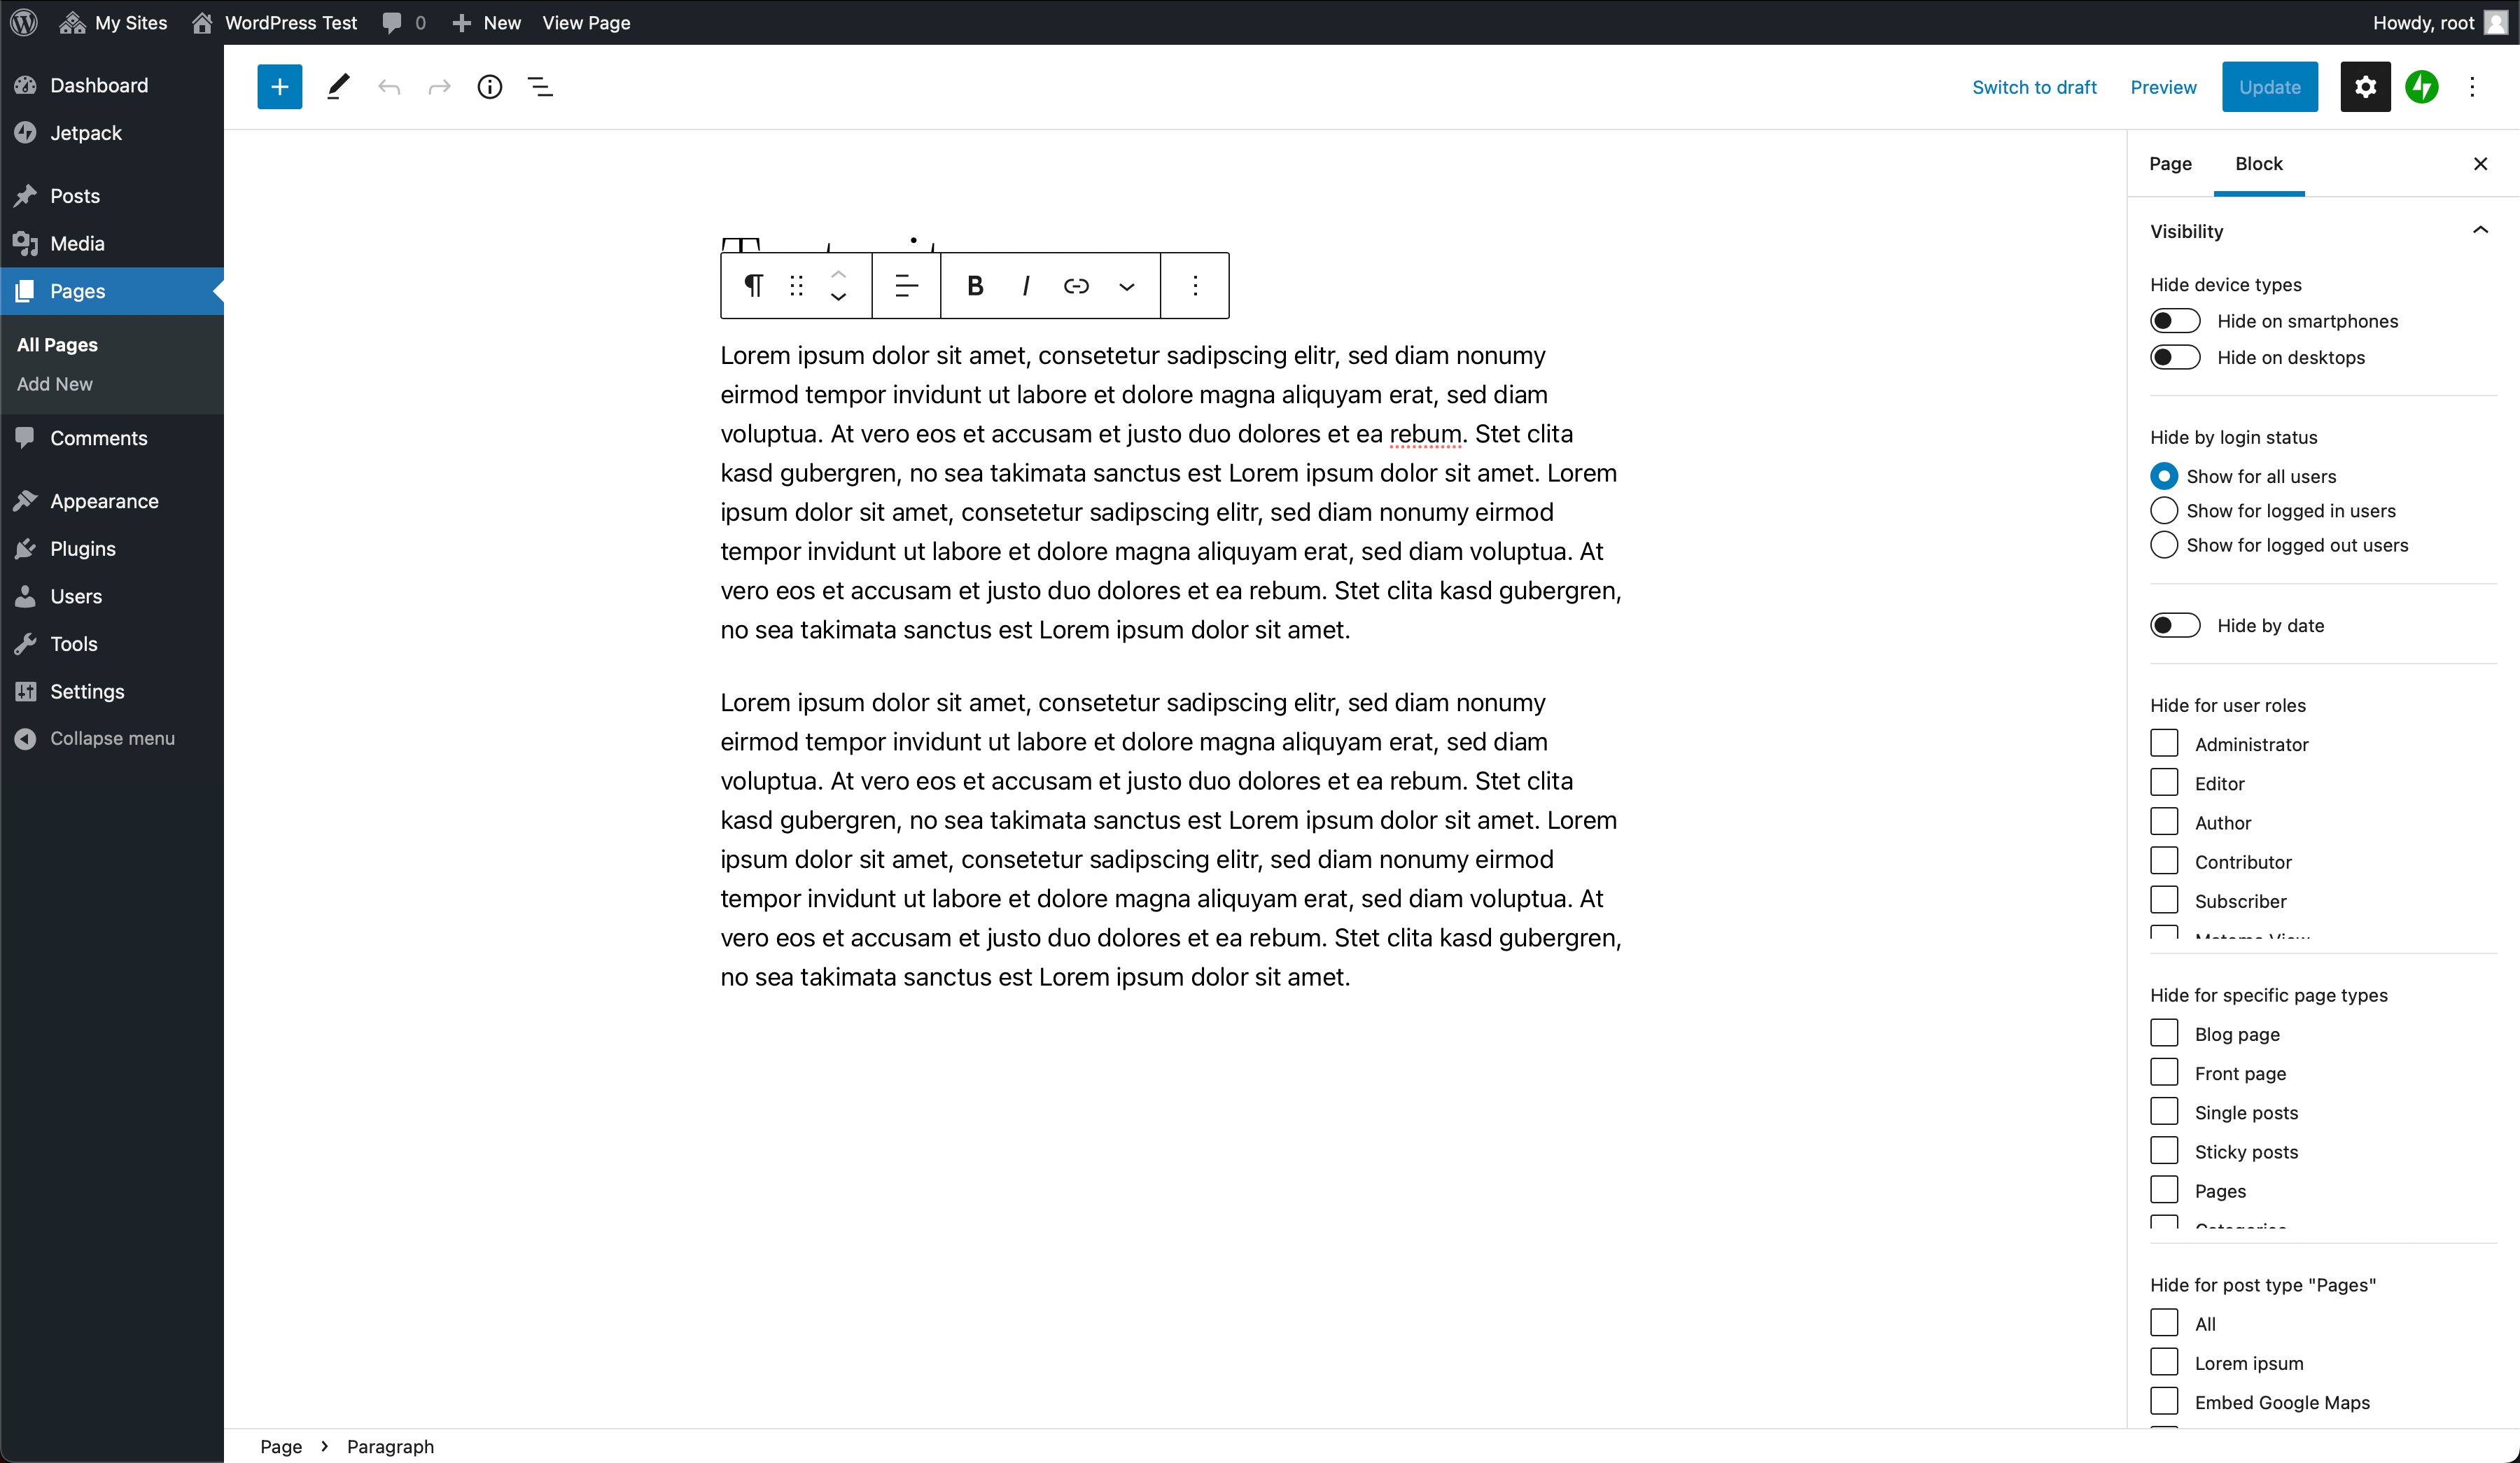 My Sites
WordPress Test
0
New
View Page
Howdy, root
Dashboard
Jetpack
Posts
Media
Pages
All Pages
Add New
Comments
Appearance
Plugins
Users
Tools
Settings
Collapse menu
Switch to draft
Preview
Update
B I
Lorem ipsum dolor sit amet, consetetur sadipscing elitr, sed diam nonumy
eirmod tempor invidunt ut labore et dolore magna aliquyam erat, sed diam
voluptua. At vero eos et accusam et justo duo dolores et ea rebum. Stet clita
kasd gubergren, no sea takimata sanctus est Lorem ipsum dolor sit amet. Lorem
ipsum dolor sit amet, consetetur sadipscing elitr, sed diam nonumy eirmod
tempor invidunt ut labore et dolore magna aliquyam erat, sed diam voluptua. At
vero eos et accusam et justo duo dolores et ea rebum. Stet clita kasd gubergren,
no sea takimata sanctus est Lorem ipsum dolor sit amet.
Lorem ipsum dolor sit amet, consetetur sadipscing elitr, sed diam nonumy
eirmod tempor invidunt ut labore et dolore magna aliquyam erat, sed diam
voluptua. At vero eos et accusam et justo duo dolores et ea rebum. Stet clita
kasd gubergren, no sea takimata sanctus est Lorem ipsum dolor sit amet. Lorem
ipsum dolor sit amet, consetetur sadipscing elitr, sed diam nonumy eirmod
tempor invidunt ut labore et dolore magna aliquyam erat, sed diam voluptua. At
vero eos et accusam et justo duo dolores et ea rebum. Stet clita kasd gubergren,
no sea takimata sanctus est Lorem ipsum dolor sit amet.
Page
Block
Visibility
Hide device types
Hide on smartphones
Hide on desktops
Hide by login status
Show for all users
Show for logged in users
Show for logged out users
Hide by date
Hide for user roles
Administrator
Editor
Author
Contributor
Subscriber
Hide for specific page types
Blog page
Front page
Single posts
Sticky posts
Pages
Hide for post type "Pages"
All
Lorem ipsum
Embed Google Maps
Page
Paragraph